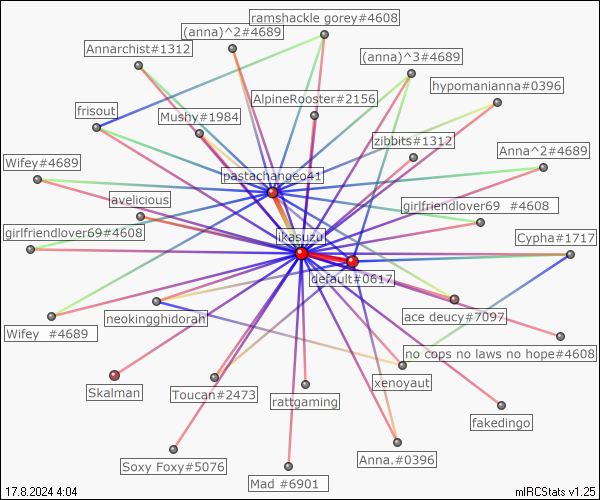 ramshackle gorey#4608
(anna)^2#4689
Annarchist#1312
(anna)^3#4689
hypomanianna#0396
AlpineRooster#2156
frisout
Mushy#1984
zibbits#1312
Anna^2#4689
Wifey#4689
pastachangeo41
avelicious
girlfriendlover69 #4608
girlfriendlover69#4608
ikasuzu
Cypha#1717
default#0617
ace deucy#7097
neokingghidorah
Wifey #4689
no cops no laws no hope#4608
xenoyaut
Skalman
Toucan#2473
rattgaming
fakedingo
Anna.#0396
Soxy Foxy#5076
Mad #6901
17.8.2024 4:04
mIRCStats v1.25